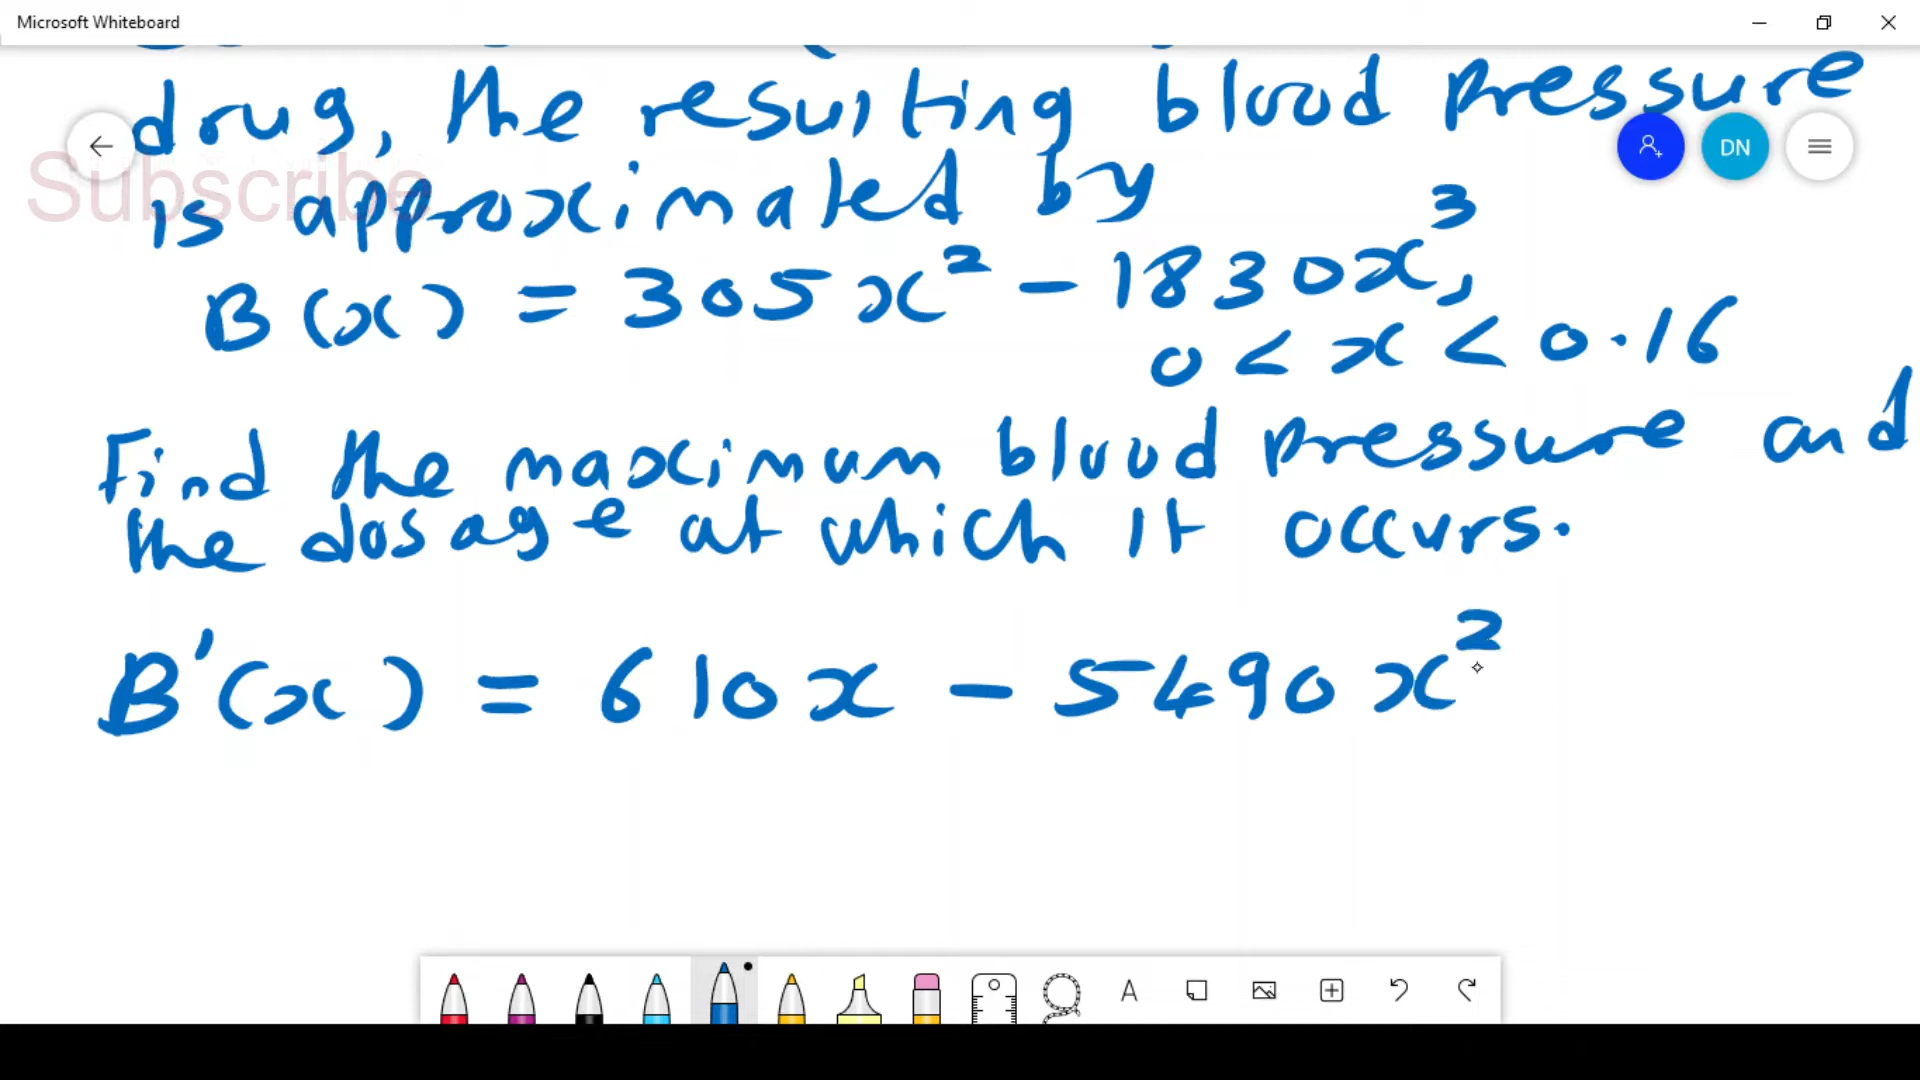 Microsoft Whiteboard
drug, the resulting blood pressure
DN
Subscribe
is approximated by
B(x) = 305x² - 1830x³,
0 < x < 0.16
Find the maximum blood pressure and
the dosage at which it occurs.
B'(x) = 610x - 5490x²
A